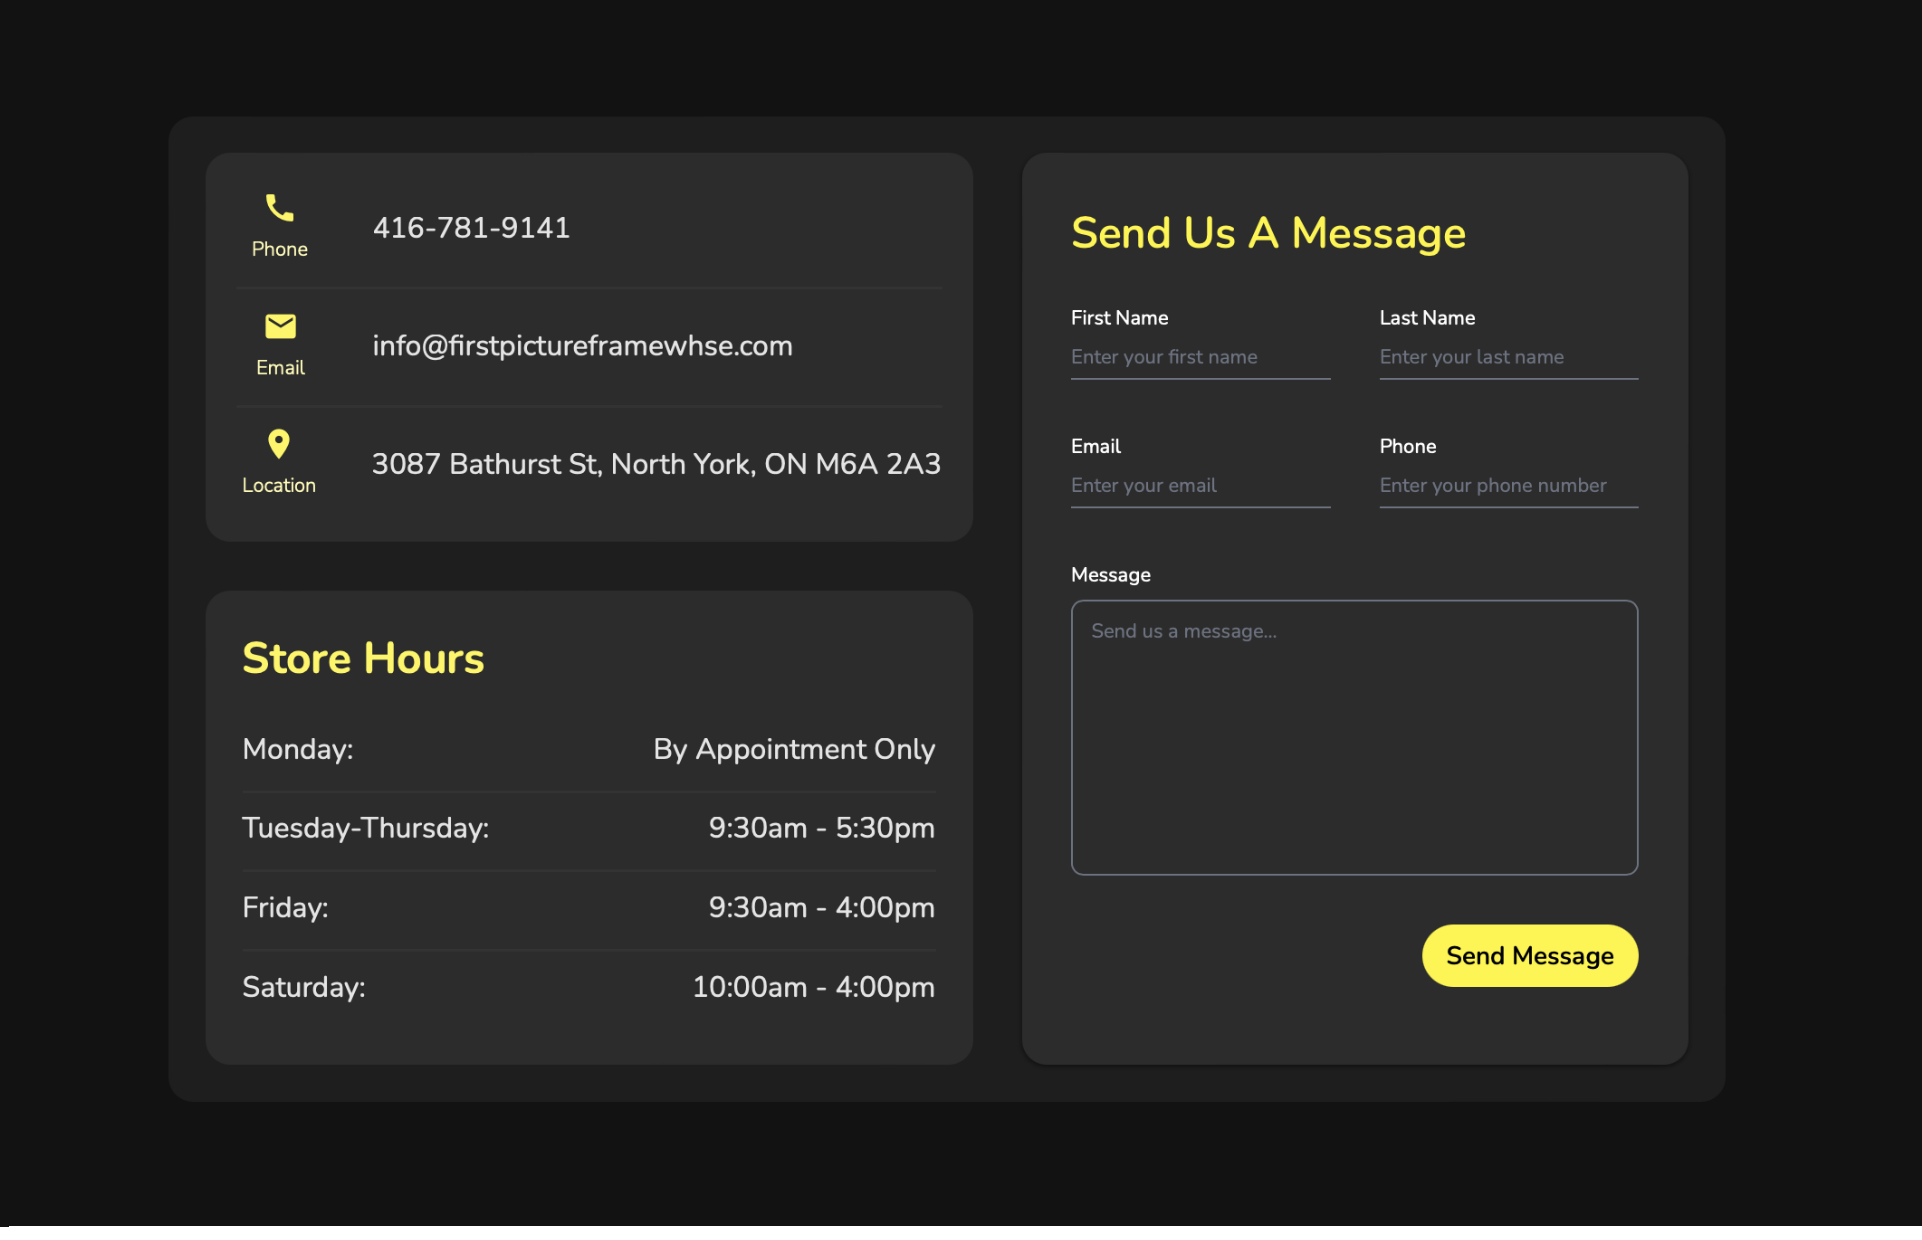 416-781-9141
Phone
info@firstpictureframewhse.com
Email
3087 Bathurst St, North York, ON M6A 2A3
Location
Store Hours
Monday: By Appointment Only
Tuesday-Thursday: 9:30am - 5:30pm
Friday: 9:30am - 4:00pm
Saturday: 10:00am - 4:00pm
Send Us A Message
First Name Last Name
Enter your first name Enter your last name
Email Phone
Enter your email Enter your phone number
Message
Send us a message...
Send Message